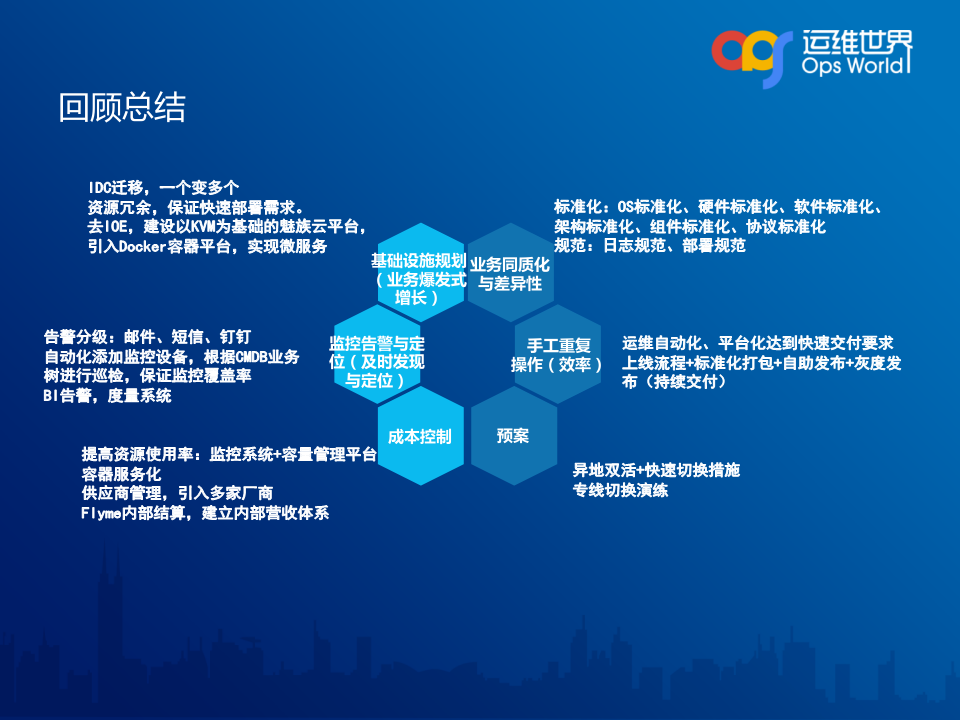 运维世界
Ops World
回顾总结
IDC迁移，一个变多个
资源冗余，保证快速部署需求。
去IOE，建设以KVM为基础的魅族云平台，
引入Docker容器平台，实现微服务
标准化：OS标准化、硬件标准化、软件标准化、
架构标准化、组件标准化、协议标准化
规范：日志规范、部署规范
基础设施规划
（业务爆发式
增长）
业务同质化
与差异性
告警分级：邮件、短信、钉钉
自动化添加监控设备，根据CMDB业务
树进行巡检，保证监控覆盖率
BI告警，度量系统
监控告警与定
位（及时发现
与定位）
手工重复
操作（效率）
运维自动化、平台化达到快速交付要求
上线流程+标准化打包+自助发布+灰度发
布（持续交付）
成本控制
预案
提高资源使用率：监控系统+容量管理平台
容器服务化
供应商管理，引入多家厂商
Flyme内部结算，建立内部营收体系
异地双活+快速切换措施
专线切换演练